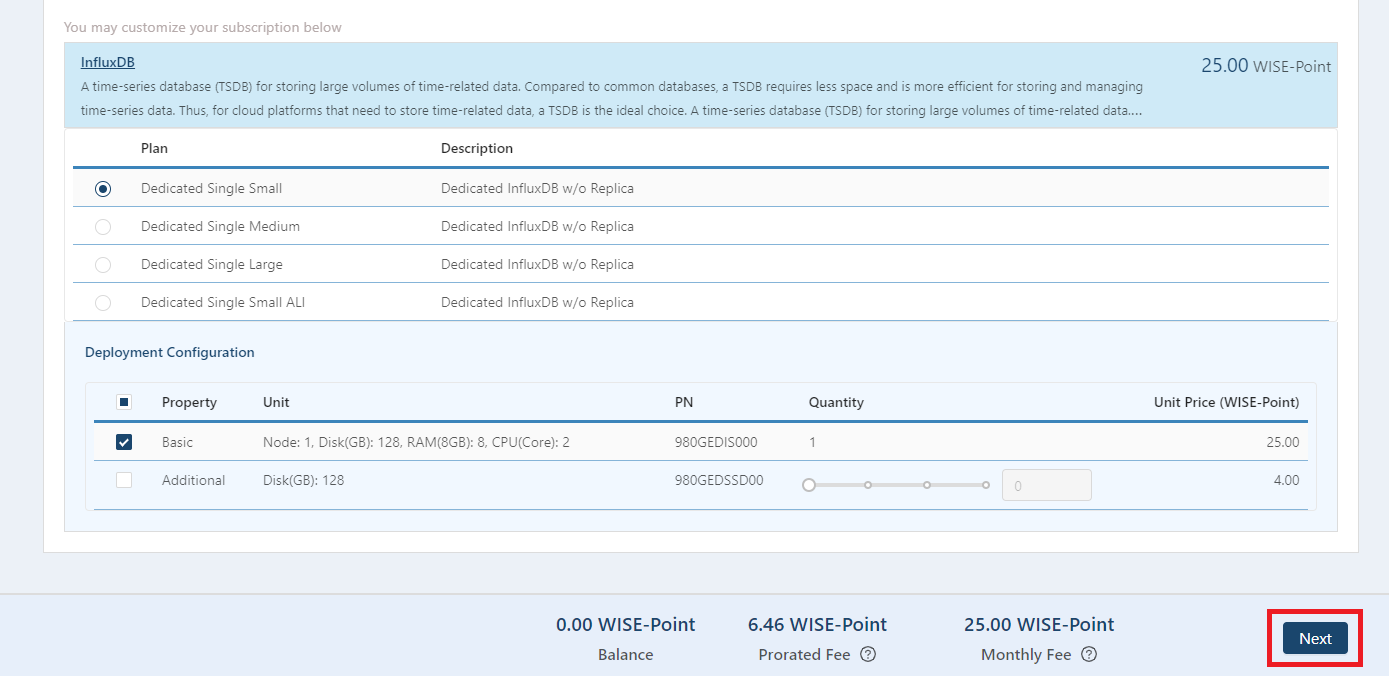 You may customize your subscription below
InfluxDB 25.00 WISE-Point
A time-series database (TSDB) for storing large volumes of time-related data. Compared to common databases, a TSDB requires less space and is more efficient for storing and managing
time-series data. Thus, for cloud platforms that need to store time-related data, a TSDB is the ideal choice. A time-series database (TSDB) for storing large volumes of time-related data....
Plan Description
Dedicated Single Small Dedicated InfluxDB w/o Replica
Dedicated Single Medium Dedicated InfluxDB w/o Replica
Dedicated Single Large Dedicated InfluxDB w/o Replica
Dedicated Single Small ALI Dedicated InfluxDB w/o Replica
Deployment Configuration
Property Unit PN Quantity Unit Price (WISE-Point)
Basic Node: 1, Disk(GB): 128, RAM(8GB): 8, CPU(Core): 2 980GEDIS000 1 25.00
Additional Disk(GB): 128 980GEDSSD00 0 4.00
0.00 WISE-Point 6.46 WISE-Point 25.00 WISE-Point
Balance Prorated Fee ? Monthly Fee ?
Next